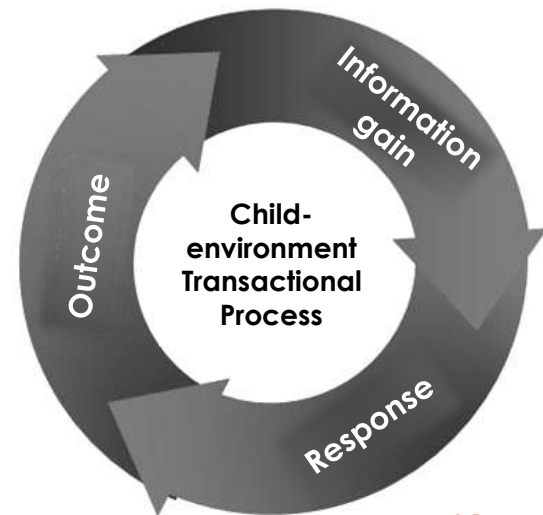 Information
gain
Child-
environment
Transactional
Process
Outcome
Response